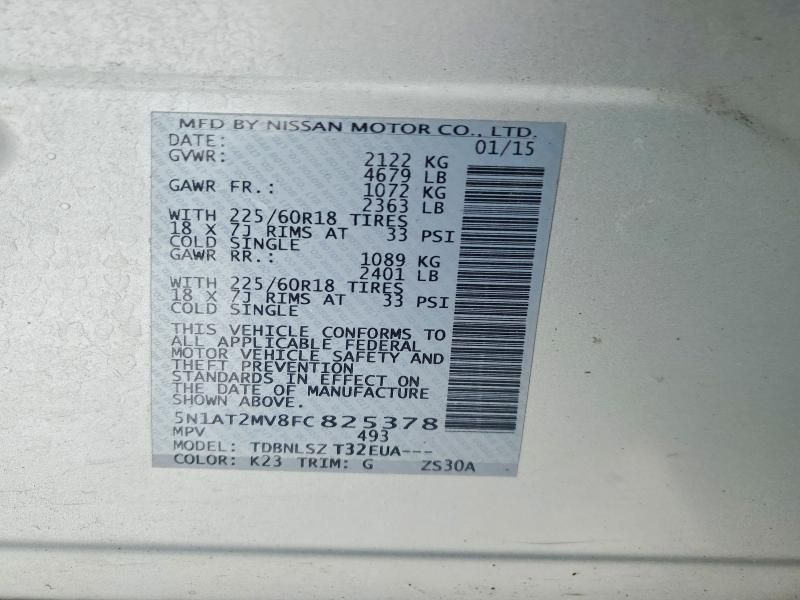 MFD BY NISSAN MOTOR CO., LTD.
DATE: 01/15
GVWR: 2122 KG
4679 LB
GAWR FR.: 1072 KG
2363 LB
WITH 225/60R18 TIRES
18 X 7J RIMS AT 33 PSI
COLD SINGLE
GAWR RR.: 1089 KG
2401 LB
WITH 225/60R18 TIRES
18 X 7J RIMS AT 33 PSI
COLD SINGLE
THIS VEHICLE CONFORMS TO
ALL APPLICABLE FEDERAL
MOTOR VEHICLE SAFETY AND
THEFT PREVENTION
STANDARDS IN EFFECT ON
THE DATE OF MANUFACTURE
SHOWN ABOVE.
5N1AT2MV8FC825378
MPV 493
MODEL: TDBNLSZ T32EUA---
COLOR: K23 TRIM: G ZS30A